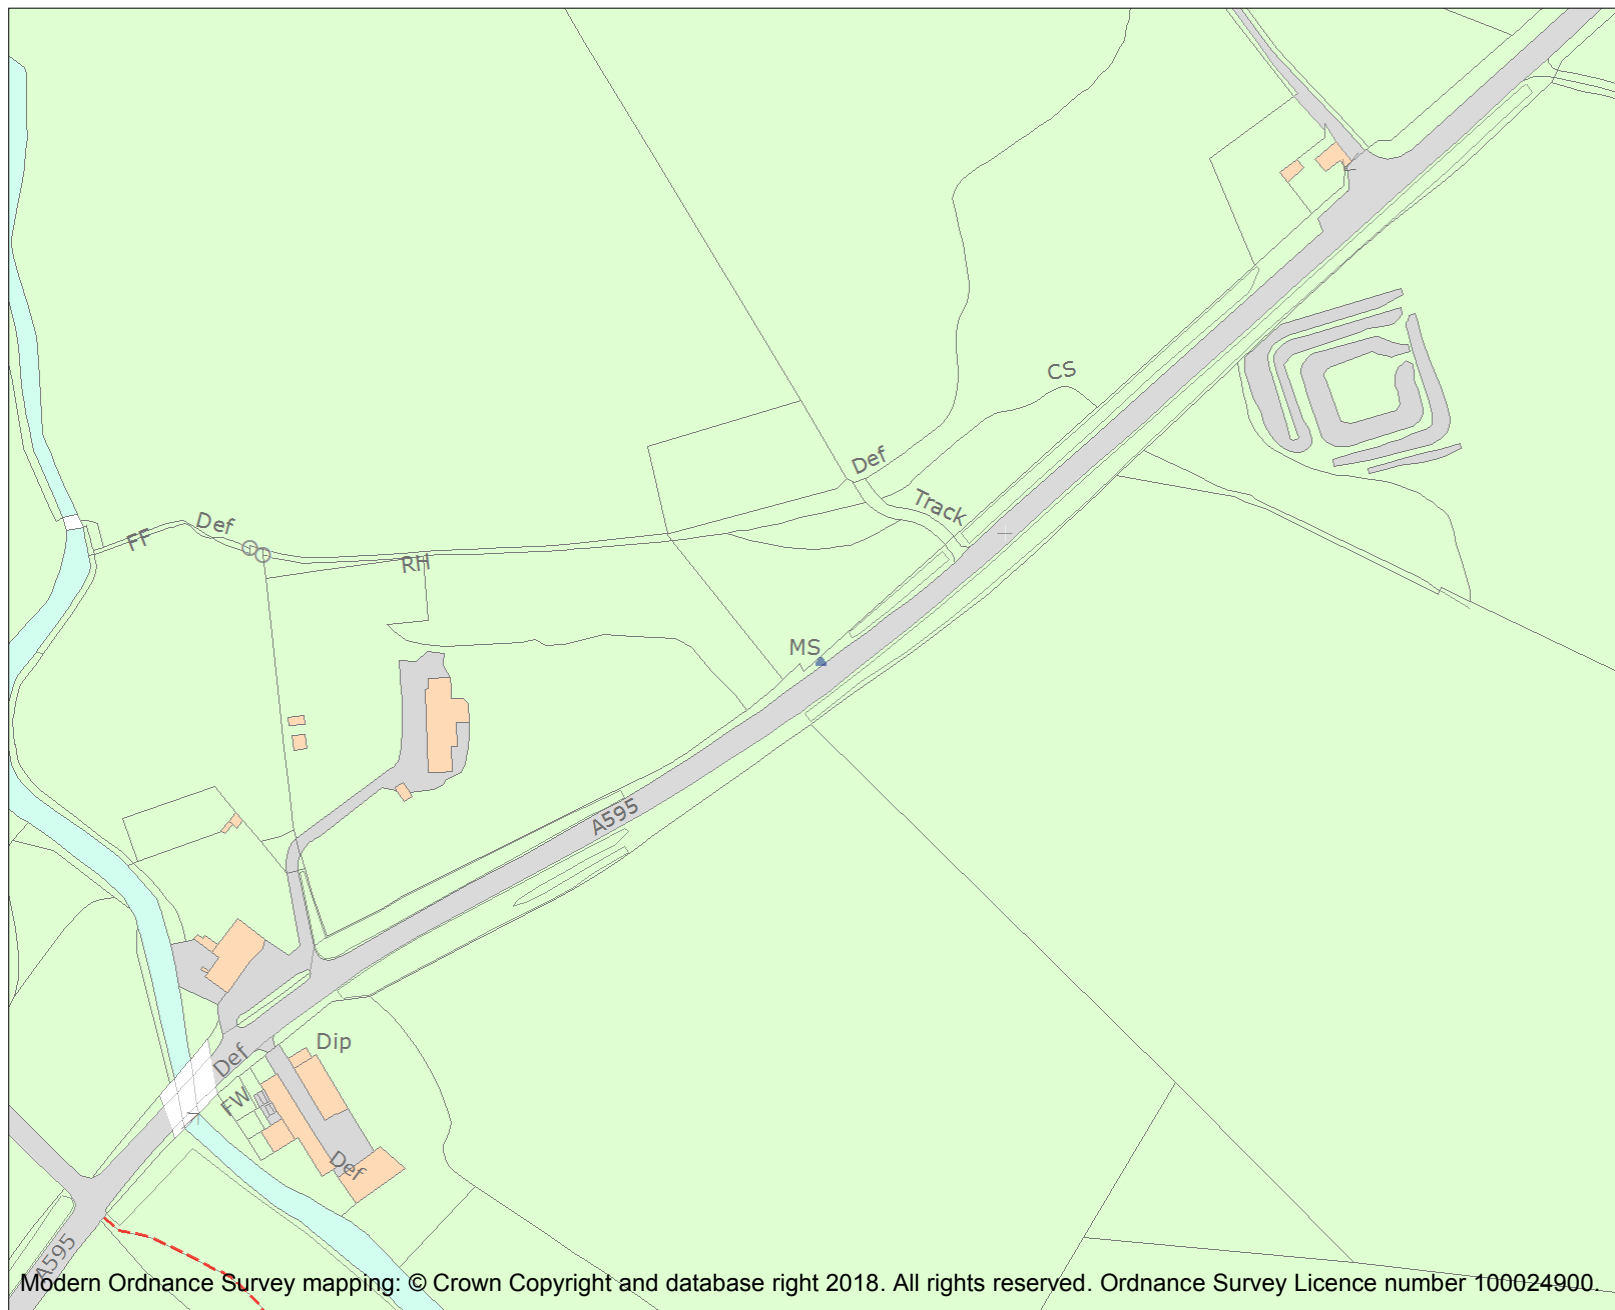 CS
Def
Track
Def
FF
RH
MS
A595
Dip
Def
FW
Def
A595
Modern Ordnance Survey mapping: © Crown Copyright and database right 2018. All rights reserved. Ordnance Survey Licence number 100024900.